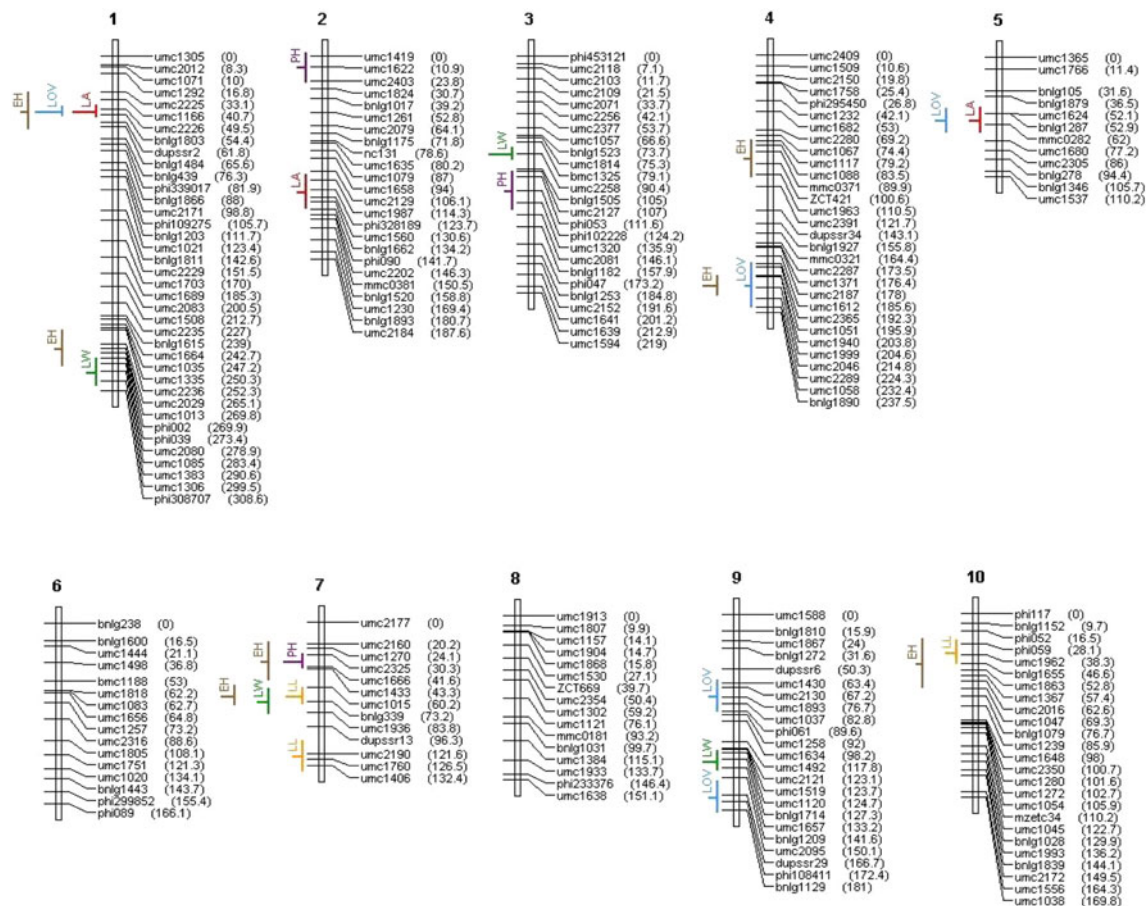 1
EH
LOV
LA
EH
LW
umc1305 (0)
umc2012 (8.3)
umc1071 (10)
umc1292 (16.8)
umc2225 (33.1)
umc1166 (40.7)
umc2226 (49.5)
bnlg1803 (54.4)
dupssr2 (61.8)
bnlg1484 (65.6)
bnlg439 (76.3)
phi339017 (81.9)
bnlg1866 (88)
umc2171 (98.8)
phi109275 (105.7)
bnlg1203 (111.7)
umc1021 (123.4)
bnlg1811 (142.6)
umc2229 (151.5)
umc1703 (170)
umc1689 (185.3)
umc2083 (200.5)
umc1508 (212.7)
umc2235 (227)
bnlg1615 (239)
umc1664 (242.7)
umc1035 (247.2)
umc1335 (250.3)
umc2236 (252.3)
umc2029 (265.1)
umc1013 (269.8)
phi002 (269.9)
phi039 (273.4)
umc2080 (278.9)
umc1085 (283.4)
umc1383 (290.6)
umc1306 (299.5)
phi308707 (308.6)
2
PH
LA
umc1419 (0)
umc1622 (10.9)
umc2403 (23.8)
umc1824 (30.7)
bnlg1017 (39.2)
umc1261 (52.8)
umc2079 (64.1)
bnlg1175 (71.8)
nc131 (78.6)
umc1635 (80.2)
umc1079 (87)
umc1658 (94)
umc2129 (106.1)
umc1987 (114.3)
phi328189 (123.7)
umc1560 (130.6)
bnlg1662 (134.2)
phi090 (141.7)
umc2202 (146.3)
mmc0381 (150.5)
bnlg1520 (158.8)
umc1230 (169.4)
bnlg1893 (180.7)
umc2184 (187.6)
3
LW
PH
phi453121 (0)
umc2118 (7.1)
umc2103 (11.7)
umc2109 (21.5)
umc2071 (33.7)
umc2256 (42.1)
umc2377 (53.7)
umc1057 (66.6)
bnlg1523 (73.7)
umc1814 (75.3)
bmc1325 (79.1)
umc2258 (90.4)
bnlg1505 (105)
umc2127 (107)
phi053 (111.6)
phi102228 (124.2)
umc1320 (135.9)
umc2081 (146.1)
bnlg1182 (157.9)
phi047 (173.2)
bnlg1253 (184.8)
umc2152 (191.6)
umc1641 (201.2)
umc1639 (212.9)
umc1594 (219)
4
EH
EH
LOV
umc2409 (0)
umc1509 (10.6)
umc2150 (19.8)
umc1758 (25.4)
phi295450 (26.8)
umc1232 (42.1)
umc1682 (53)
umc2280 (69.2)
umc1067 (74.4)
umc1117 (79.2)
umc1088 (83.5)
mmc0371 (89.9)
ZCT421 (100.6)
umc1963 (110.5)
umc2391 (121.7)
dupssr34 (143.1)
bnlg1927 (155.8)
mmc0321 (164.4)
umc2287 (173.5)
umc1371 (176.4)
umc2187 (178)
umc1612 (185.6)
umc2365 (192.3)
umc1051 (195.9)
umc1940 (203.8)
umc1999 (204.6)
umc2046 (214.8)
umc2289 (224.3)
umc1058 (232.4)
bnlg1890 (237.5)
5
LOV
LA
umc1365 (0)
umc1766 (11.4)
bnlg105 (31.6)
bnlg1879 (36.5)
umc1624 (52.1)
bnlg1287 (52.9)
mmc0282 (62)
umc1680 (77.2)
umc2305 (86)
bnlg278 (94.4)
bnlg1346 (105.7)
umc1537 (110.2)
6
bnlg238 (0)
bnlg1600 (16.5)
umc1444 (21.1)
umc1498 (36.8)
bmc1188 (53)
umc1818 (62.2)
umc1083 (62.7)
umc1656 (64.8)
umc1257 (73.2)
umc2316 (88.6)
umc1805 (108.1)
umc1751 (121.3)
umc1020 (134.1)
bnlg1443 (143.7)
phi299852 (155.4)
phi089 (166.1)
7
EH
PH
EH
LW
LL
LL
umc2177 (0)
umc2160 (20.2)
umc1270 (24.1)
umc2325 (30.3)
umc1666 (41.6)
umc1433 (43.3)
umc1015 (60.2)
bnlg339 (73.2)
umc1936 (83.8)
dupssr13 (96.3)
umc2190 (121.6)
umc1760 (126.5)
umc1406 (132.4)
8
umc1913 (0)
umc1807 (9.9)
umc1157 (14.1)
umc1904 (14.7)
umc1868 (15.8)
umc1530 (27.1)
ZCT669 (39.7)
umc2354 (50.4)
umc1302 (59.2)
umc1121 (76.1)
mmc0181 (93.2)
bnlg1031 (99.7)
umc1384 (115.1)
umc1933 (133.7)
phi233376 (146.4)
umc1638 (151.1)
9
LOV
LW
LOV
umc1588 (0)
bnlg1810 (15.9)
umc1867 (24)
bnlg1272 (31.6)
dupssr6 (50.3)
umc1430 (63.4)
umc2130 (67.2)
umc1893 (76.7)
umc1037 (82.8)
phi061 (89.6)
umc1258 (92)
umc1634 (98.2)
umc1492 (117.8)
umc2121 (123.1)
umc1519 (123.7)
umc1120 (124.7)
bnlg1714 (127.3)
umc1657 (133.2)
bnlg1209 (141.6)
umc2095 (150.1)
dupssr29 (166.7)
phi108411 (172.4)
bnlg1129 (181)
10
EH
LL
phi117 (0)
bnlg1152 (9.7)
phi052 (16.5)
phi059 (28.1)
umc1962 (38.3)
bnlg1655 (46.6)
umc1863 (52.8)
umc1367 (57.4)
umc2016 (62.6)
umc1047 (69.3)
bnlg1079 (76.7)
umc1239 (85.9)
umc1648 (98)
umc2350 (100.7)
umc1280 (101.6)
umc1272 (102.7)
umc1054 (105.9)
mzetc34 (110.2)
umc1045 (122.7)
bnlg1028 (129.9)
umc1993 (136.2)
bnlg1839 (144.1)
umc2172 (149.5)
umc1556 (164.3)
umc1038 (169.8)